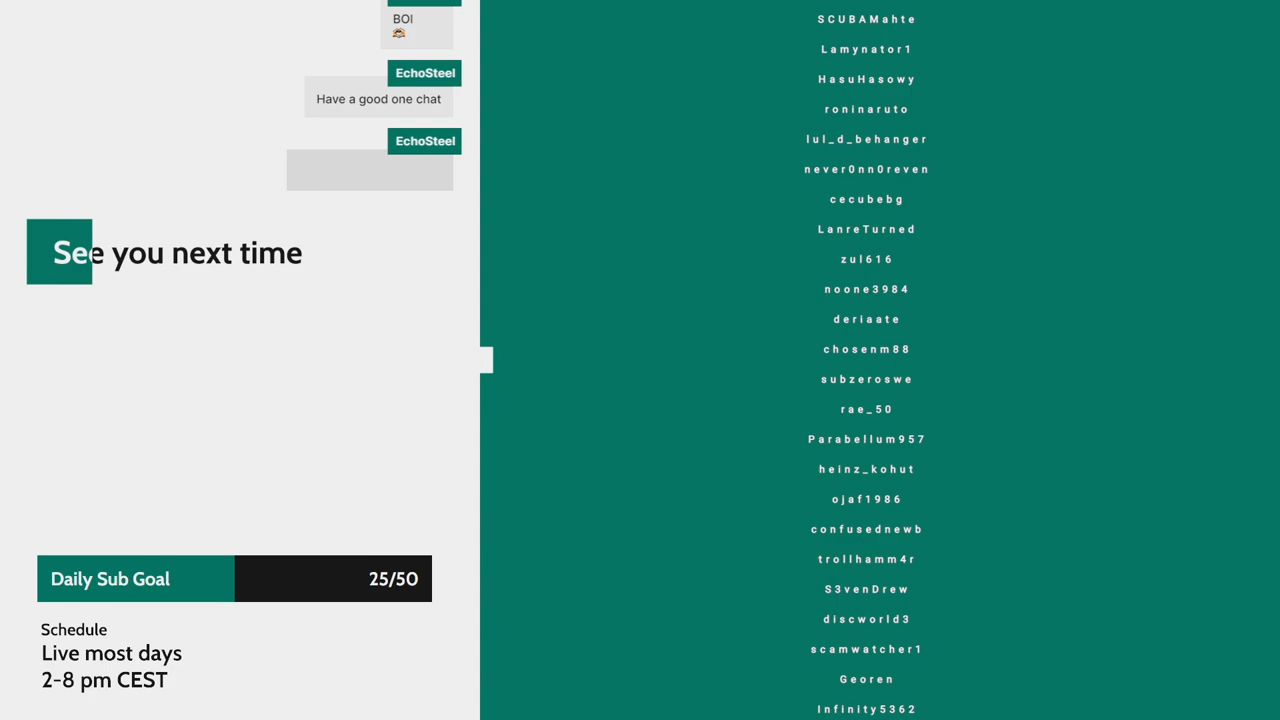 BOI
EchoSteel
Have a good one chat
EchoSteel
See you next time
Daily Sub Goal 25/50
Schedule
Live most days
2-8 pm CEST
SCUBAMahte
Lamynator1
HasuHasowy
roninaruto
lul_d_behanger
never0nn0reven
cecubebg
LanreTurned
zul616
noone3984
deriaate
chosenm88
subzeroswe
rae_50
Parabellum957
heinz_kohut
ojaf1986
confusednewb
trollhamm4r
S3venDrew
discworld3
scamwatcher1
Georen
Infinity5362